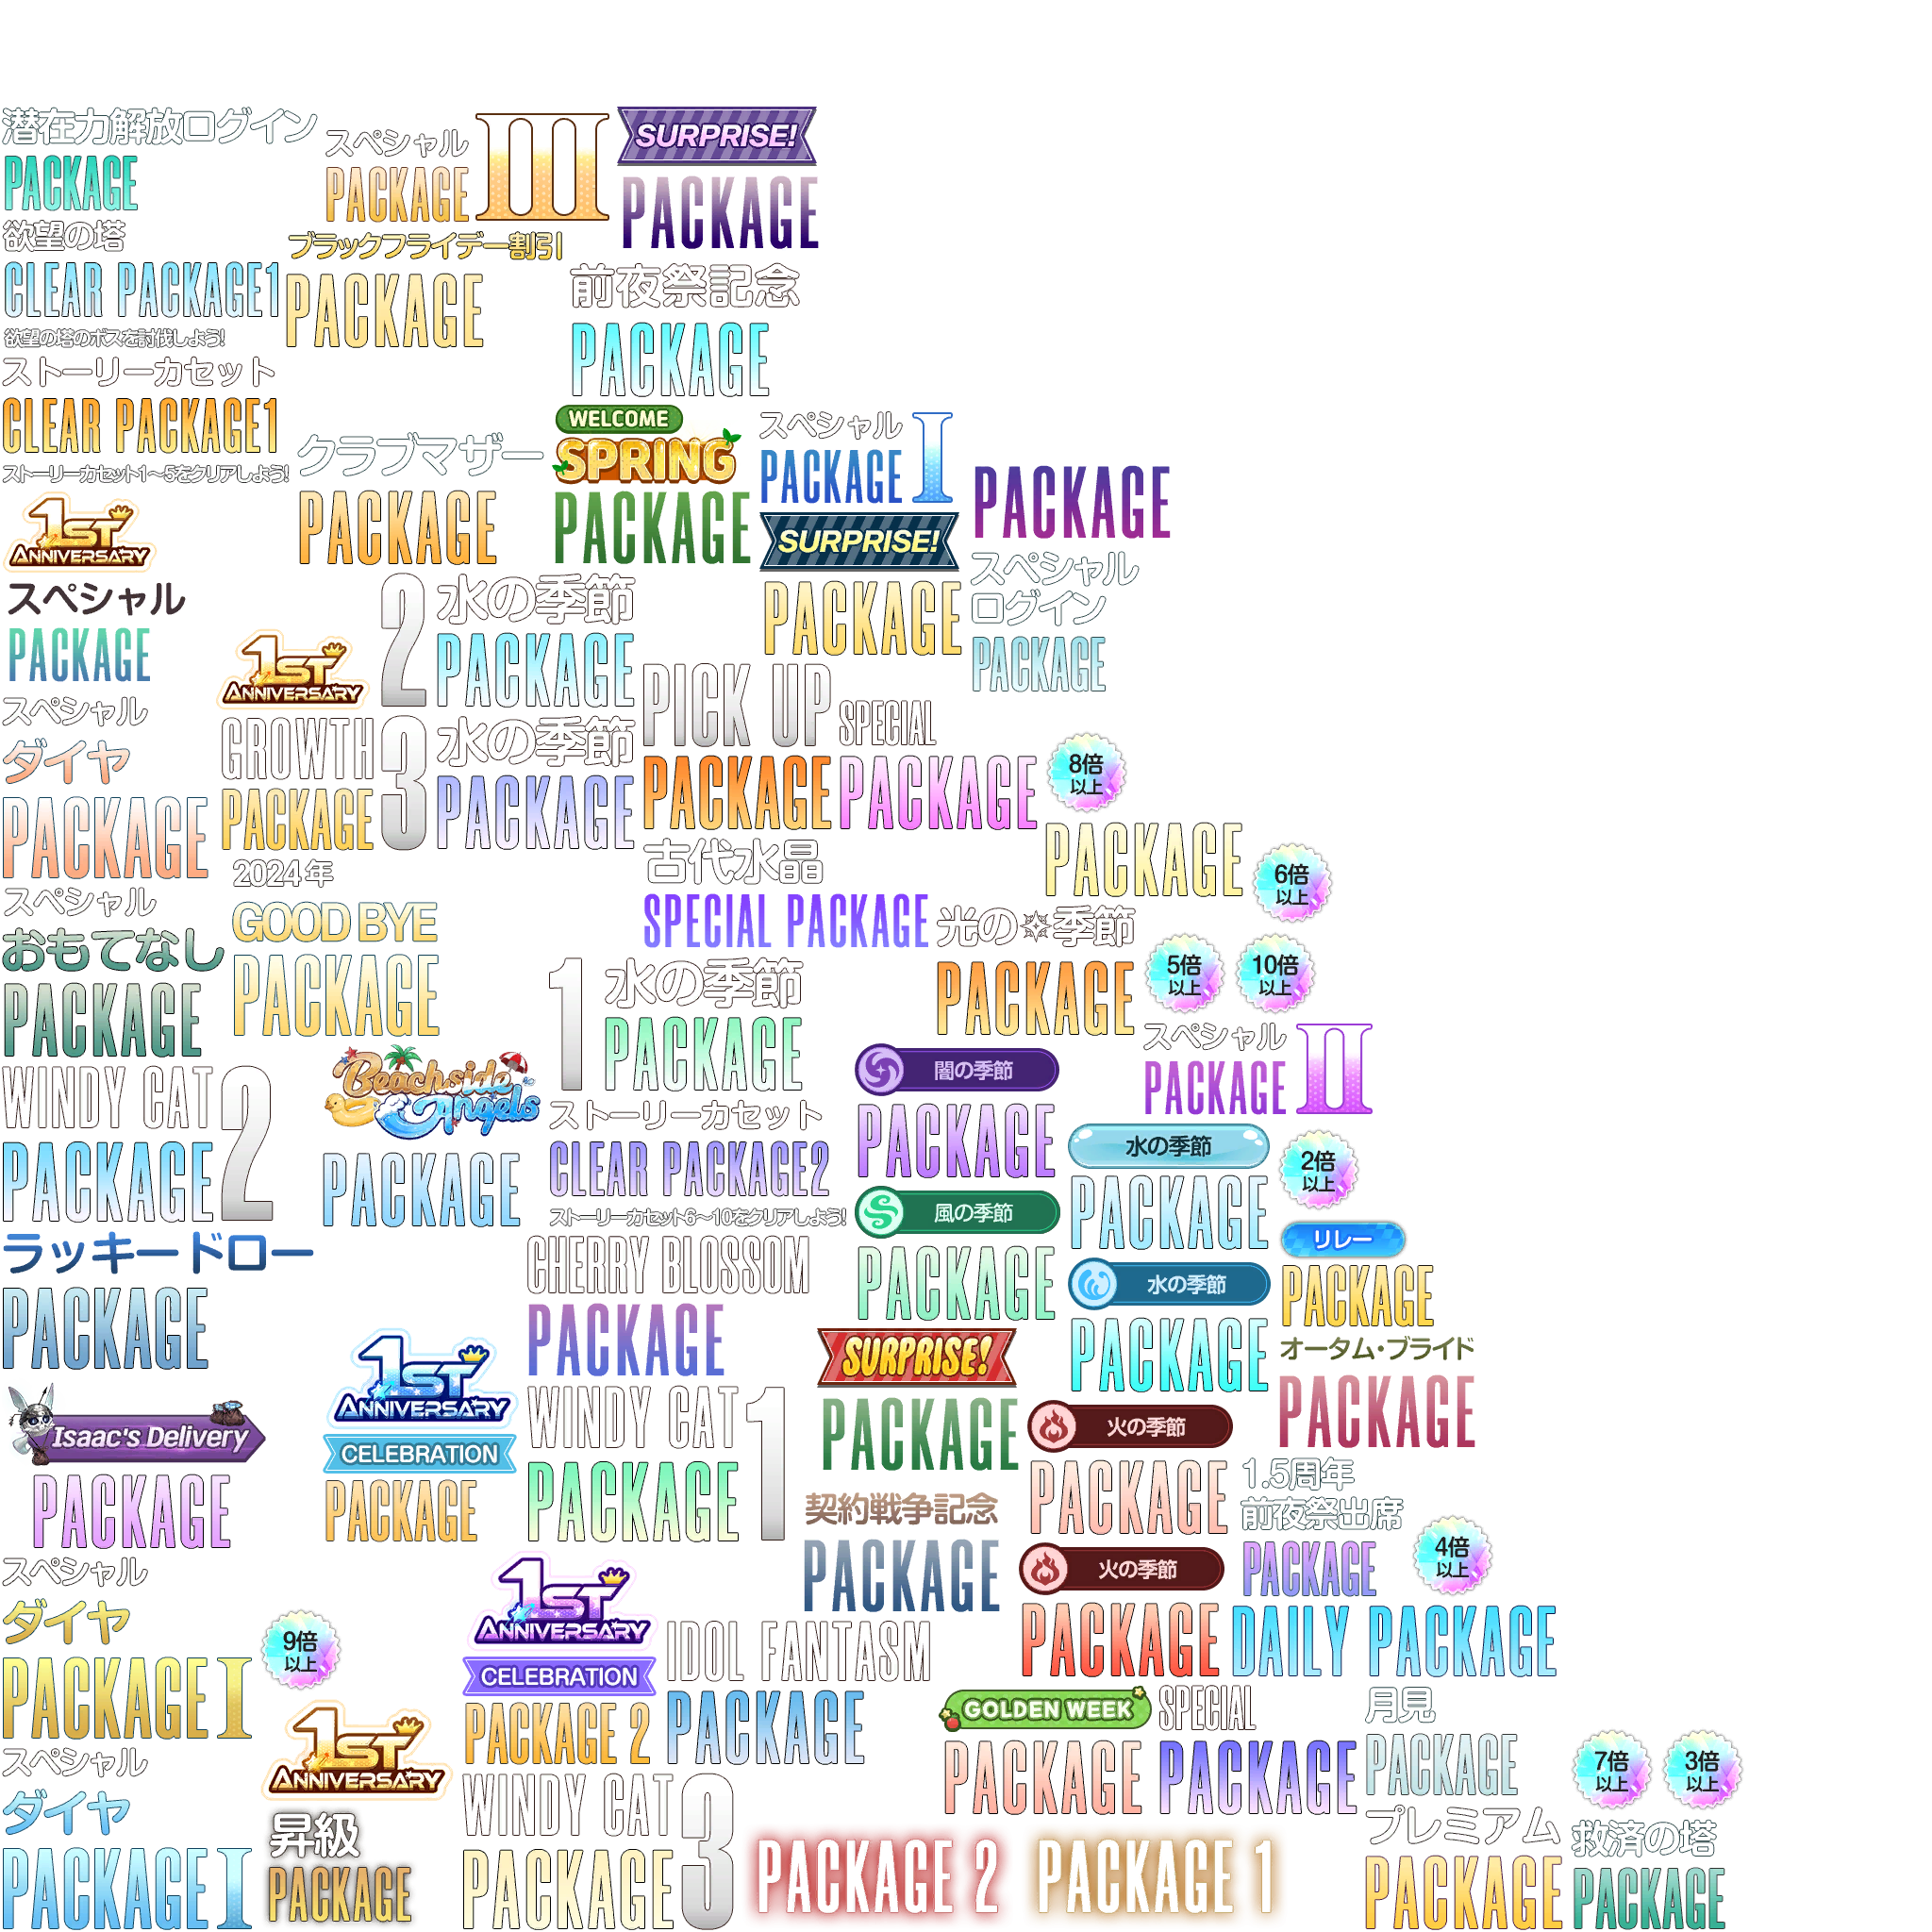 潜在力解放ログイン
PACKAGE
スペシャル
PACKAGE
III
SURPRISE!
PACKAGE
欲望の塔
CLEAR PACKAGE1
欲望の塔のボスを討伐しよう!
ブラックフライデー割引
PACKAGE
前夜祭記念
PACKAGE
ストーリーカセット
CLEAR PACKAGE1
ストーリーカセット1~5をクリアしよう!
クラブマザー
PACKAGE
WELCOME
SPRING
PACKAGE
スペシャル
PACKAGE
I
PACKAGE
SURPRISE!
PACKAGE
スペシャル
ログイン
PACKAGE
1ST
ANNIVERSARY
スペシャル
PACKAGE
1ST
ANNIVERSARY
GROWTH
PACKAGE
2
水の季節
PACKAGE
3
水の季節
PACKAGE
PICK UP
PACKAGE
SPECIAL
PACKAGE
8倍
以上
PACKAGE
6倍
以上
スペシャル
ダイヤ
PACKAGE
2024年
GOOD BYE
PACKAGE
古代水晶
SPECIAL PACKAGE
光の季節
PACKAGE
5倍
以上
10倍
以上
スペシャル
おもてなし
PACKAGE
1
水の季節
PACKAGE
スペシャル
PACKAGE
II
WINDY CAT
PACKAGE
2
Beachside
Angels
PACKAGE
ストーリーカセット
CLEAR PACKAGE2
ストーリーカセット6~10をクリアしよう!
闇の季節
PACKAGE
水の季節
PACKAGE
2倍
以上
風の季節
PACKAGE
水の季節
PACKAGE
リレー
PACKAGE
ラッキードロー
PACKAGE
CHERRY BLOSSOM
PACKAGE
SURPRISE!
PACKAGE
オータム・ブライド
PACKAGE
Isaac's Delivery
PACKAGE
1ST
ANNIVERSARY
CELEBRATION
PACKAGE
WINDY CAT
PACKAGE
1
火の季節
PACKAGE
1.5周年
前夜祭出席
PACKAGE
4倍
以上
契約戦争記念
PACKAGE
火の季節
PACKAGE
DAILY PACKAGE
スペシャル
ダイヤ
PACKAGE I
9倍
以上
1ST
ANNIVERSARY
CELEBRATION
PACKAGE 2
IDOL FANTASM
PACKAGE
GOLDEN WEEK
PACKAGE
SPECIAL
PACKAGE
月見
PACKAGE
7倍
以上
3倍
以上
スペシャル
ダイヤ
PACKAGE I
1ST
ANNIVERSARY
昇級
PACKAGE
WINDY CAT
PACKAGE
3
PACKAGE 2
PACKAGE 1
プレミアム
PACKAGE
救済の塔
PACKAGE